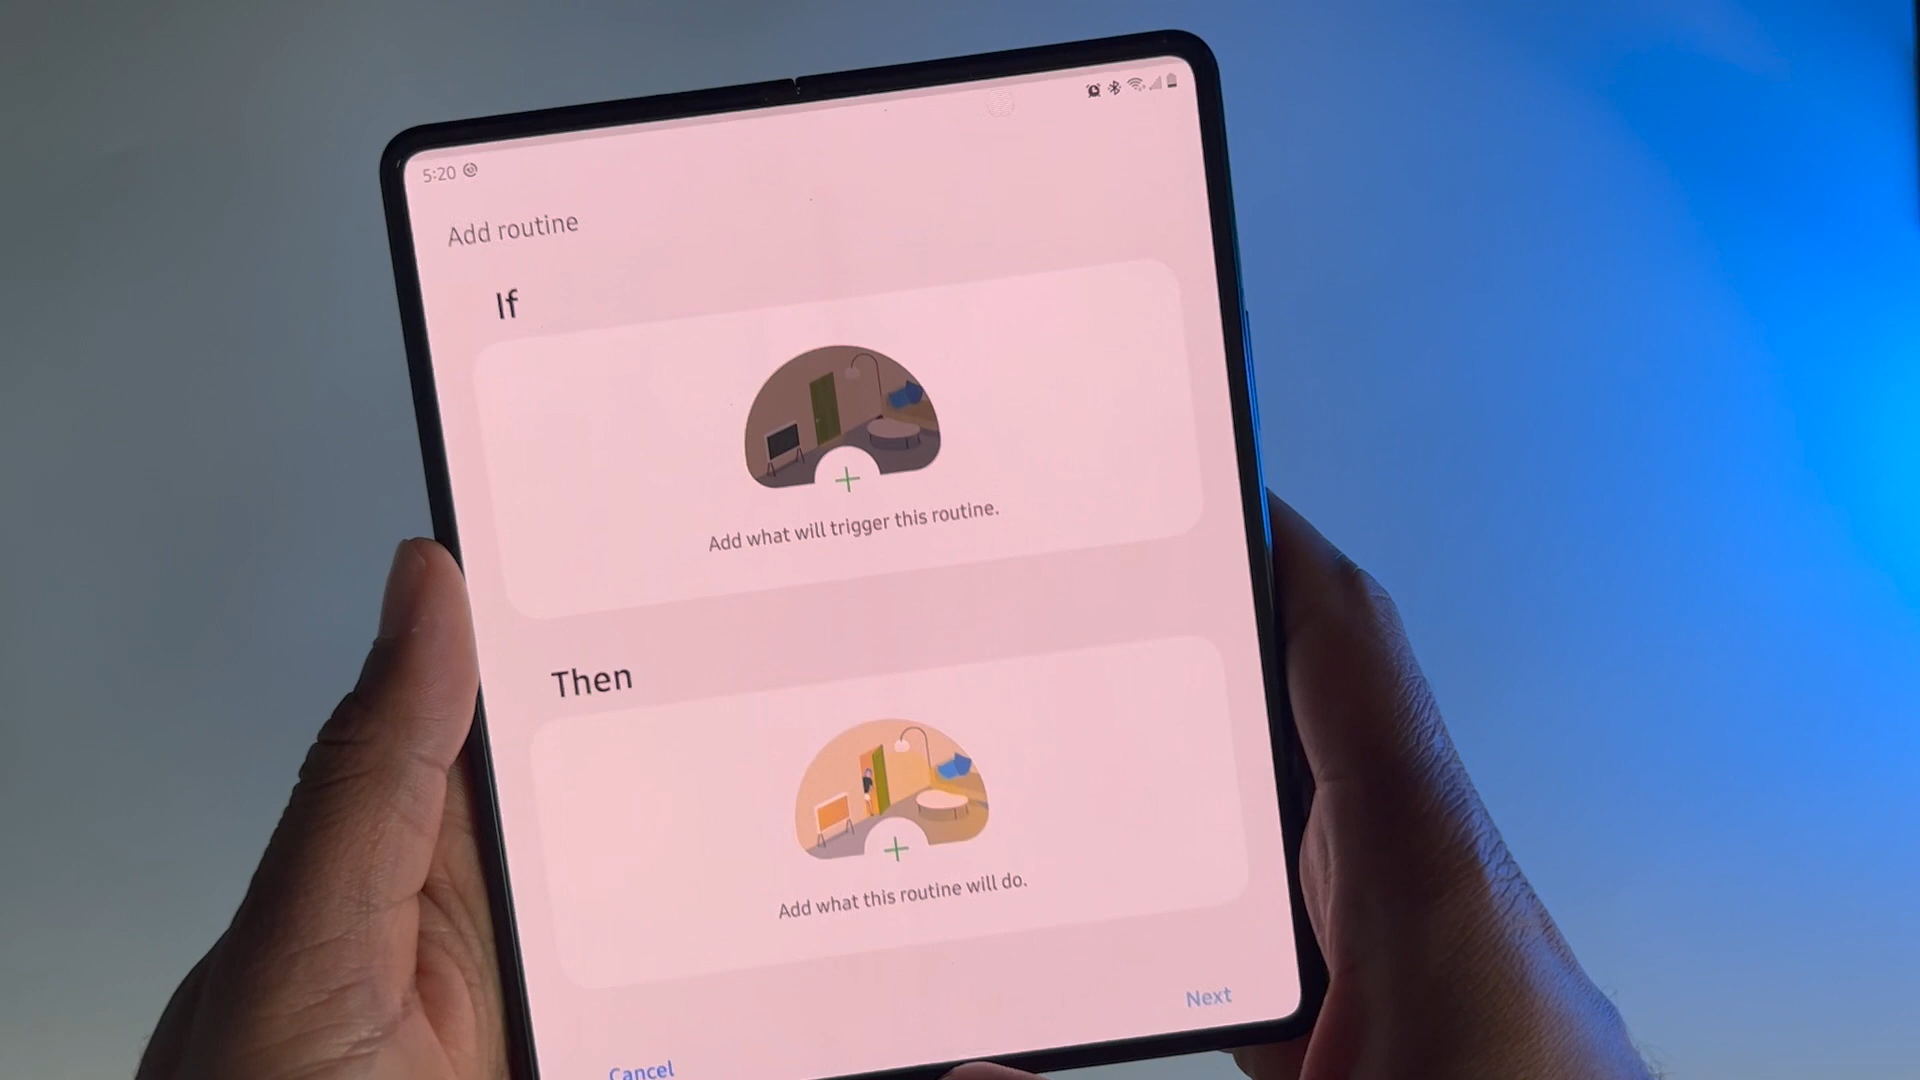 5:20
Add routine
If
Add what will trigger this routine.
Then
Add what this routine will do.
Next
Cancel